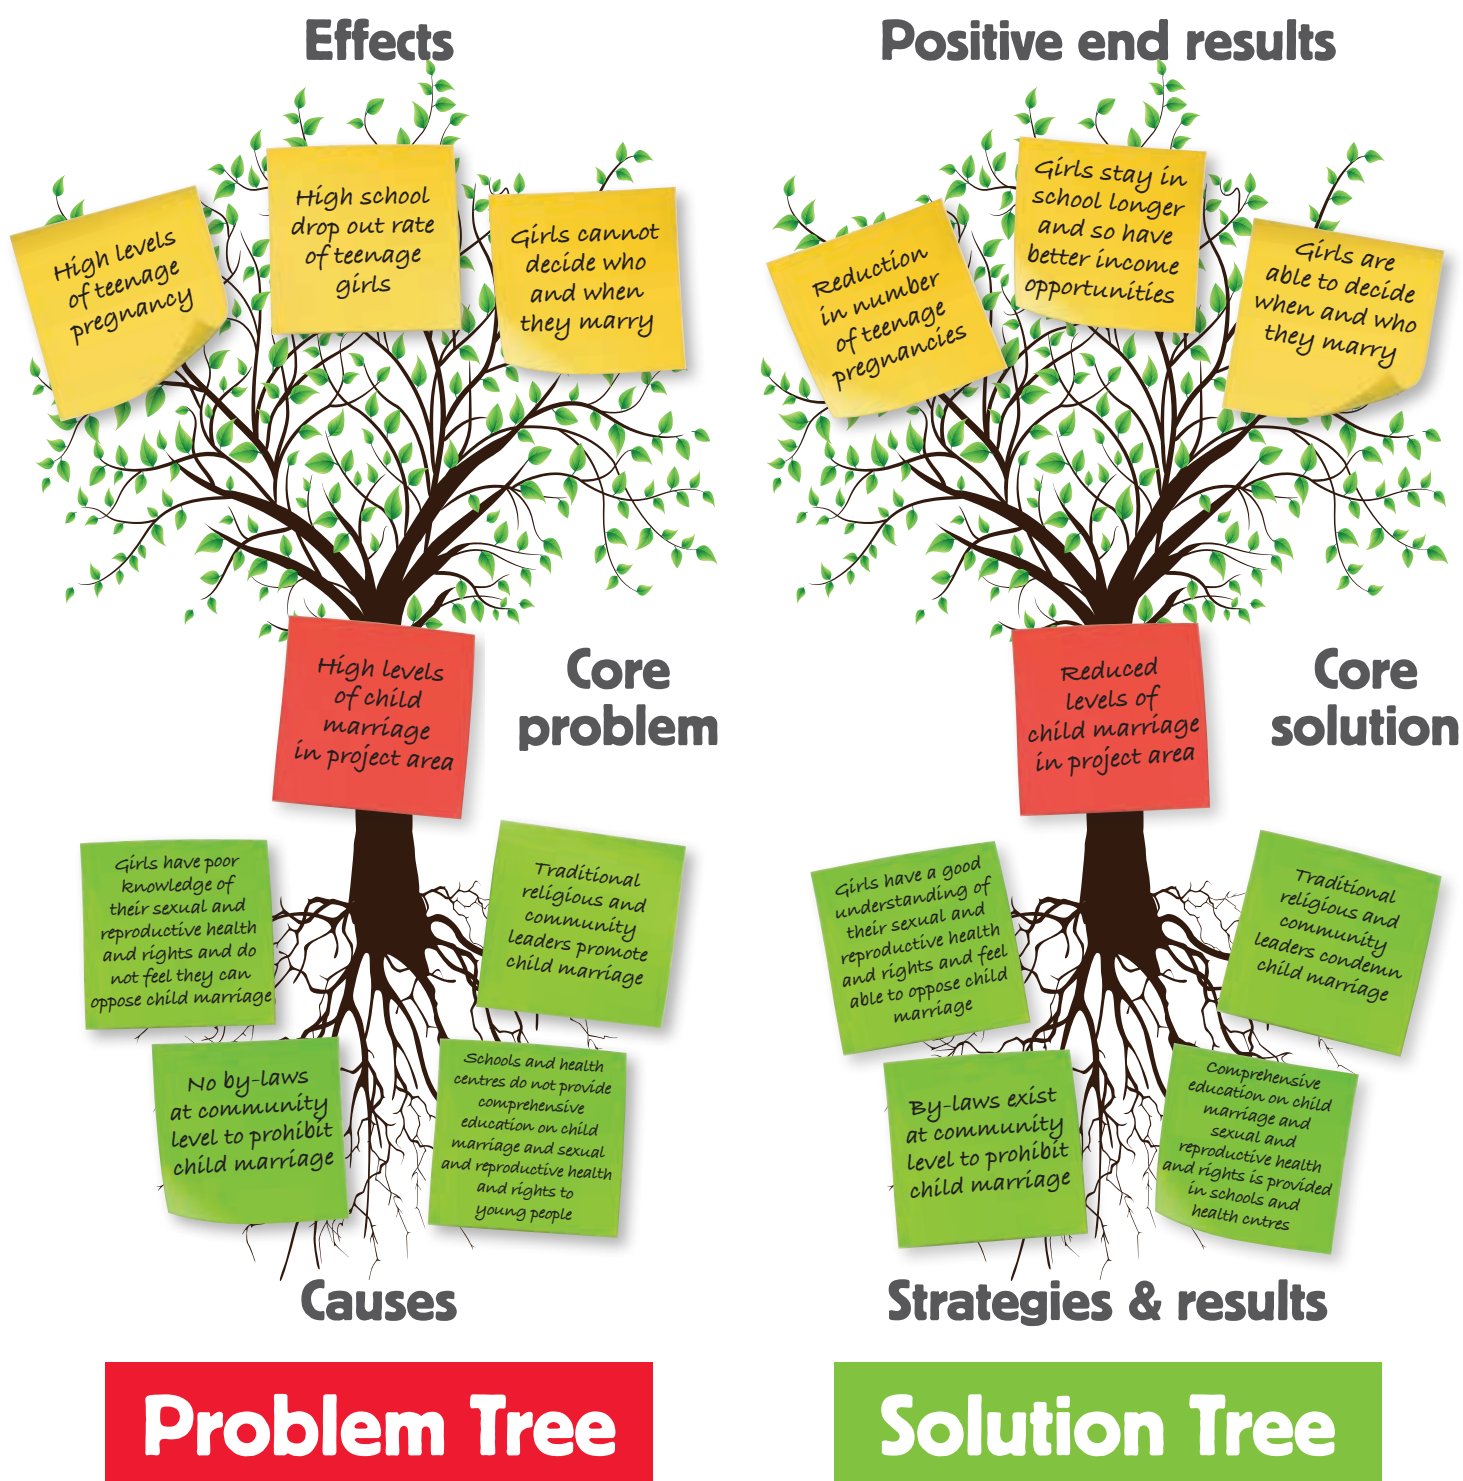 Effects
High levels
of teenage
pregnancy
High school
drop out rate
of teenage
girls
Girls cannot
decide who
and when
they marry
Core
problem
High levels
of child
marriage
in project area
Girls have poor
knowledge of
their sexual and
reproductive health
and rights and do
not feel they can
oppose child marriage
Traditional
religious and
community
leaders promote
child marriage
No by-laws
at community
level to prohibit
child marriage
Schools and health
centres do not provide
comprehensive
education on child
marriage and sexual
and reproductive health
and rights to
young people
Causes
Problem Tree
Positive end results
Reduction
in number
of teenage
pregnancies
Girls stay in
school longer
and so have
better income
opportunities
Girls are
able to decide
when and who
they marry
Core
solution
Reduced
levels of
child marriage
in project area
Girls have a good
understanding of
their sexual and
reproductive health
and rights and feel
able to oppose child
marriage
Traditional
religious and
community
leaders condemn
child marriage
By-laws exist
at community
level to prohibit
child marriage
Comprehensive
education on child
marriage and
sexual and
reproductive health
and rights is provided
in schools and
health cntres
Strategies & results
Solution Tree